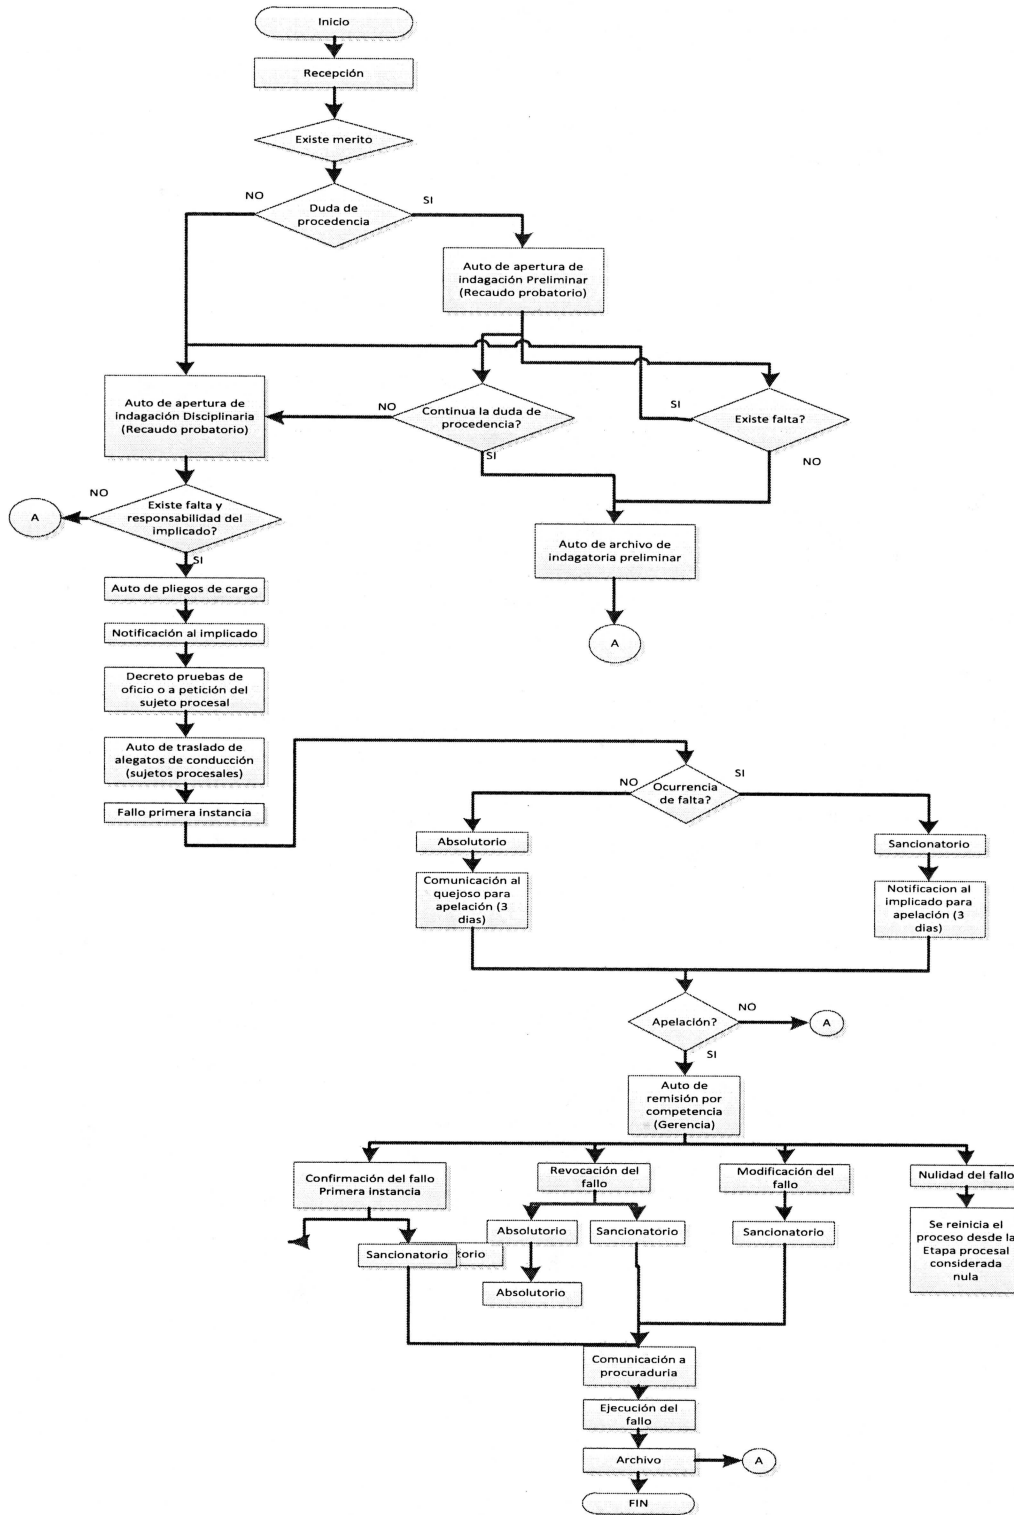 Inicio
Recepción
Existe merito
NO
SI
Duda de
procedencia
Auto de apertura de
indagación Preliminar
(Recaudo probatorio)
Auto de apertura de
indagación Disciplinaria
(Recaudo probatorio)
NO
Continua la duda de
procedencia?
SI
SI
Existe falta?
NO
NO
A
Existe falta y
responsabilidad del
implicado?
SI
Auto de archivo de
indagatoria preliminar
A
Auto de pliegos de cargo
Notificación al implicado
Decreto pruebas de
oficio o a petición del
sujeto procesal
Auto de traslado de
alegatos de conducción
(sujetos procesales)
Fallo primera instancia
Ocurrencia
de falta?
NO
SI
Absolutorio
Sancionatorio
Comunicación al
quejoso para
apelación (3
dias)
Notificacion al
implicado para
apelación (3
dias)
Apelación?
NO
A
SI
Auto de
remisión por
competencia
(Gerencia)
Confirmación del fallo
Primera instancia
Revocación del
fallo
Modificación del
fallo
Nulidad del fallo
Sancionatorio
torio
Absolutorio
Sancionatorio
Sancionatorio
Se reinicia el
proceso desde la
Etapa procesal
considerada
nula
Absolutorio
Comunicación a
procuraduria
Ejecución del
fallo
Archivo
A
FIN